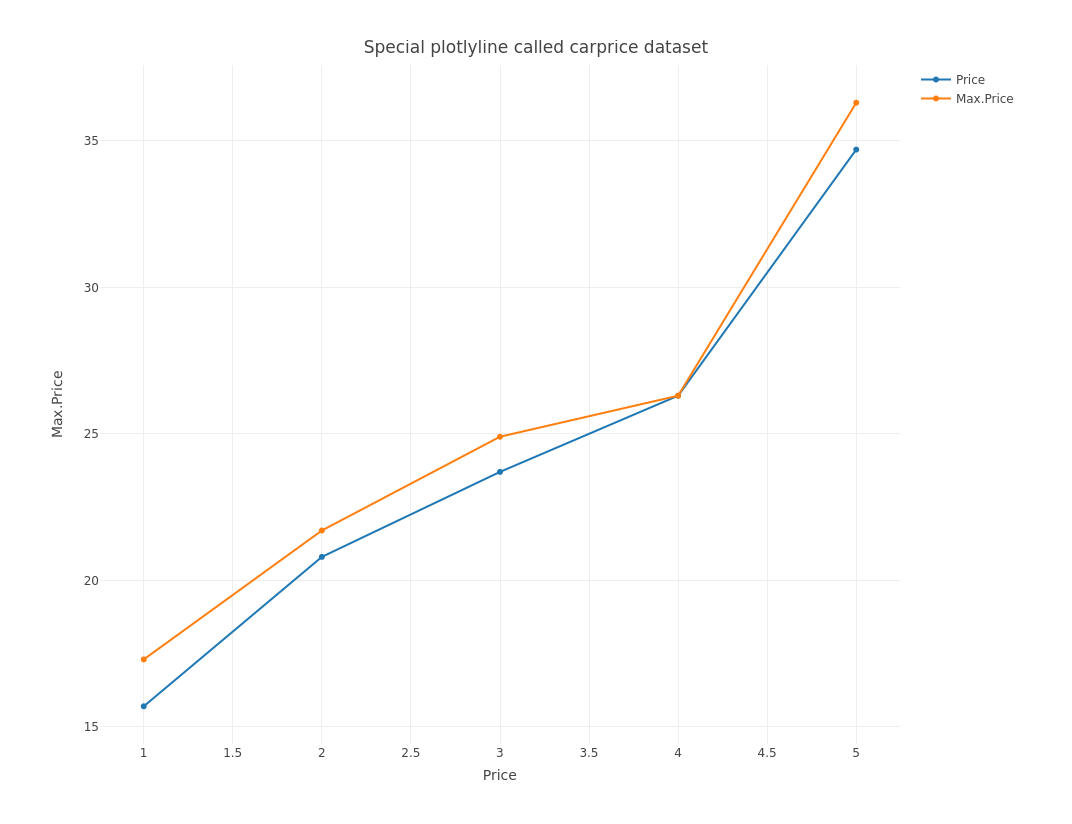 Special plotlyline called carprice dataset
Price
Max.Price
35
30
25
20
15
Max.Price
1 1.5 2 2.5 3 3.5 4 4.5 5
Price